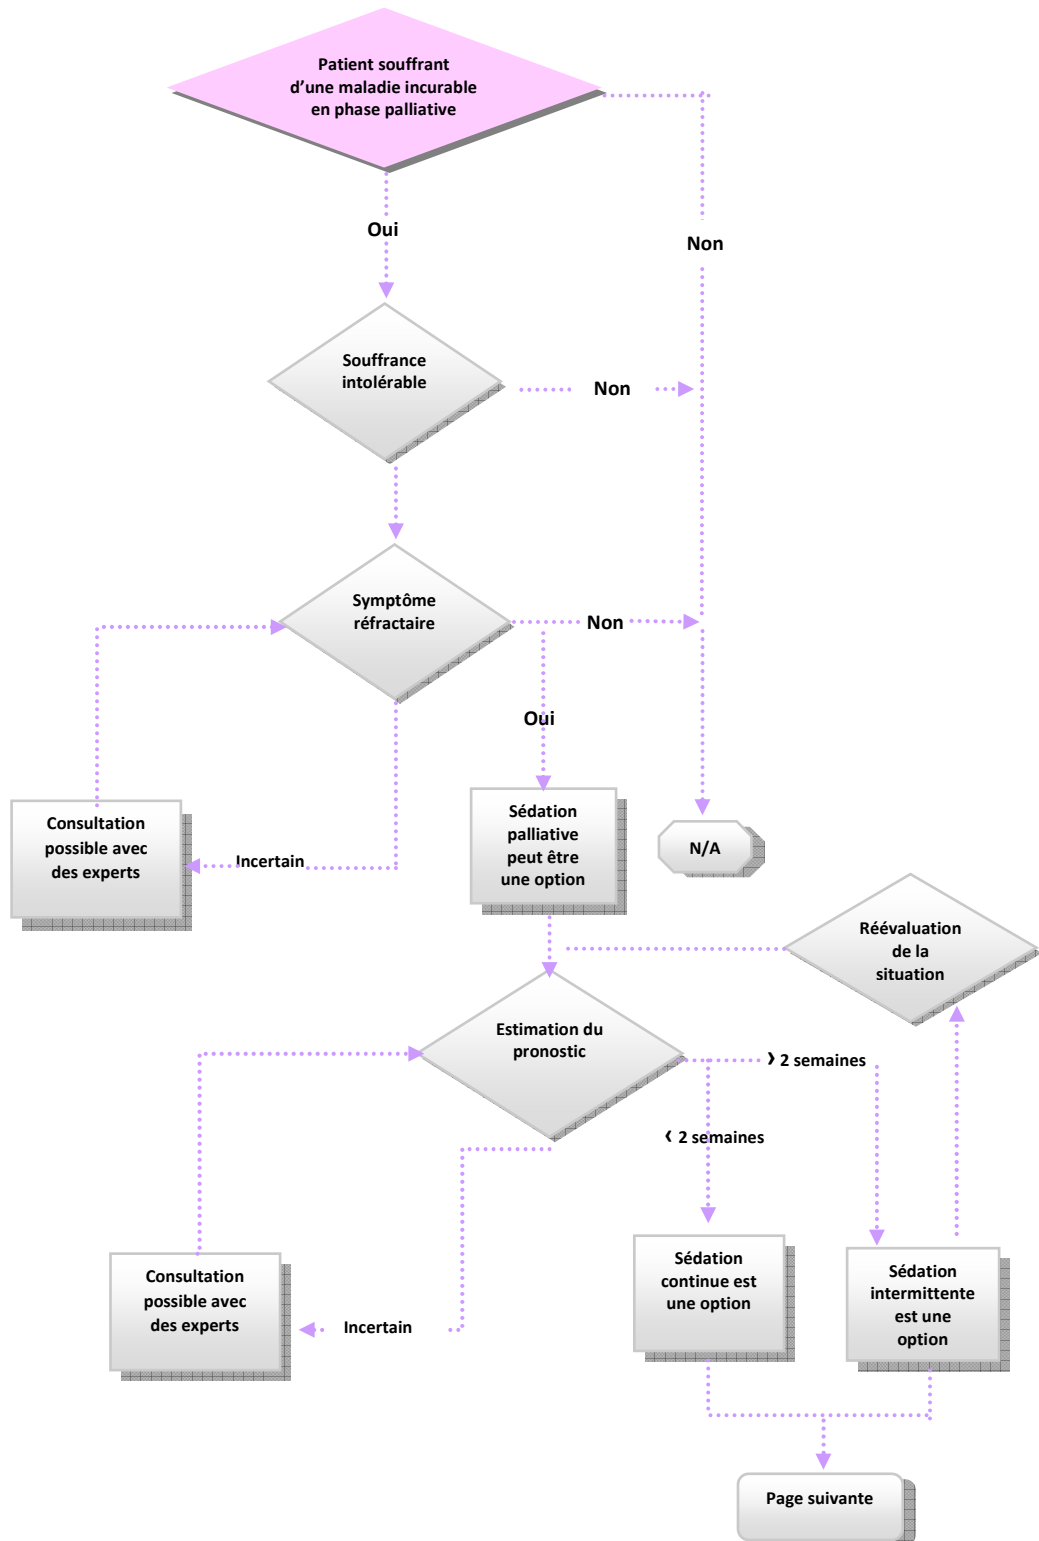 Patient souffrant
d’une maladie incurable
en phase palliative
Oui
Non
Souffrance
intolérable
Non
Symptôme
réfractaire
Non
Oui
Consultation
possible avec
des experts
Incertain
Sédation
palliative
peut être
une option
N/A
Réévaluation
de la
situation
Estimation du
pronostic
› 2 semaines
‹ 2 semaines
Consultation
possible avec
des experts
Incertain
Sédation
continue est
une option
Sédation
intermittente
est une
option
Page suivante